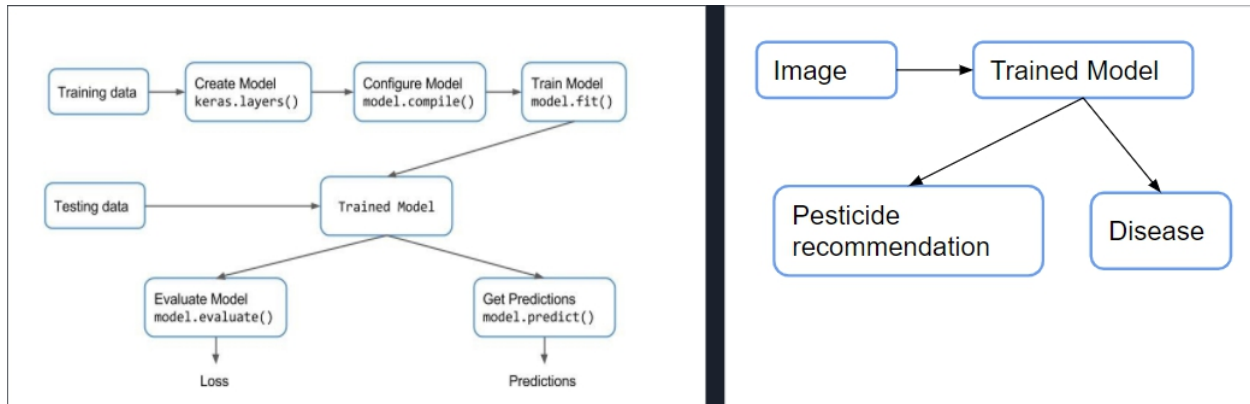 Training data
Create Model
keras.layers()
Configure Model
model.compile()
Train Model
model.fit()
Testing data
Trained Model
Evaluate Model
model.evaluate()
Get Predictions
model.predict()
Loss
Predictions
Image
Trained Model
Pesticide
recommendation
Disease